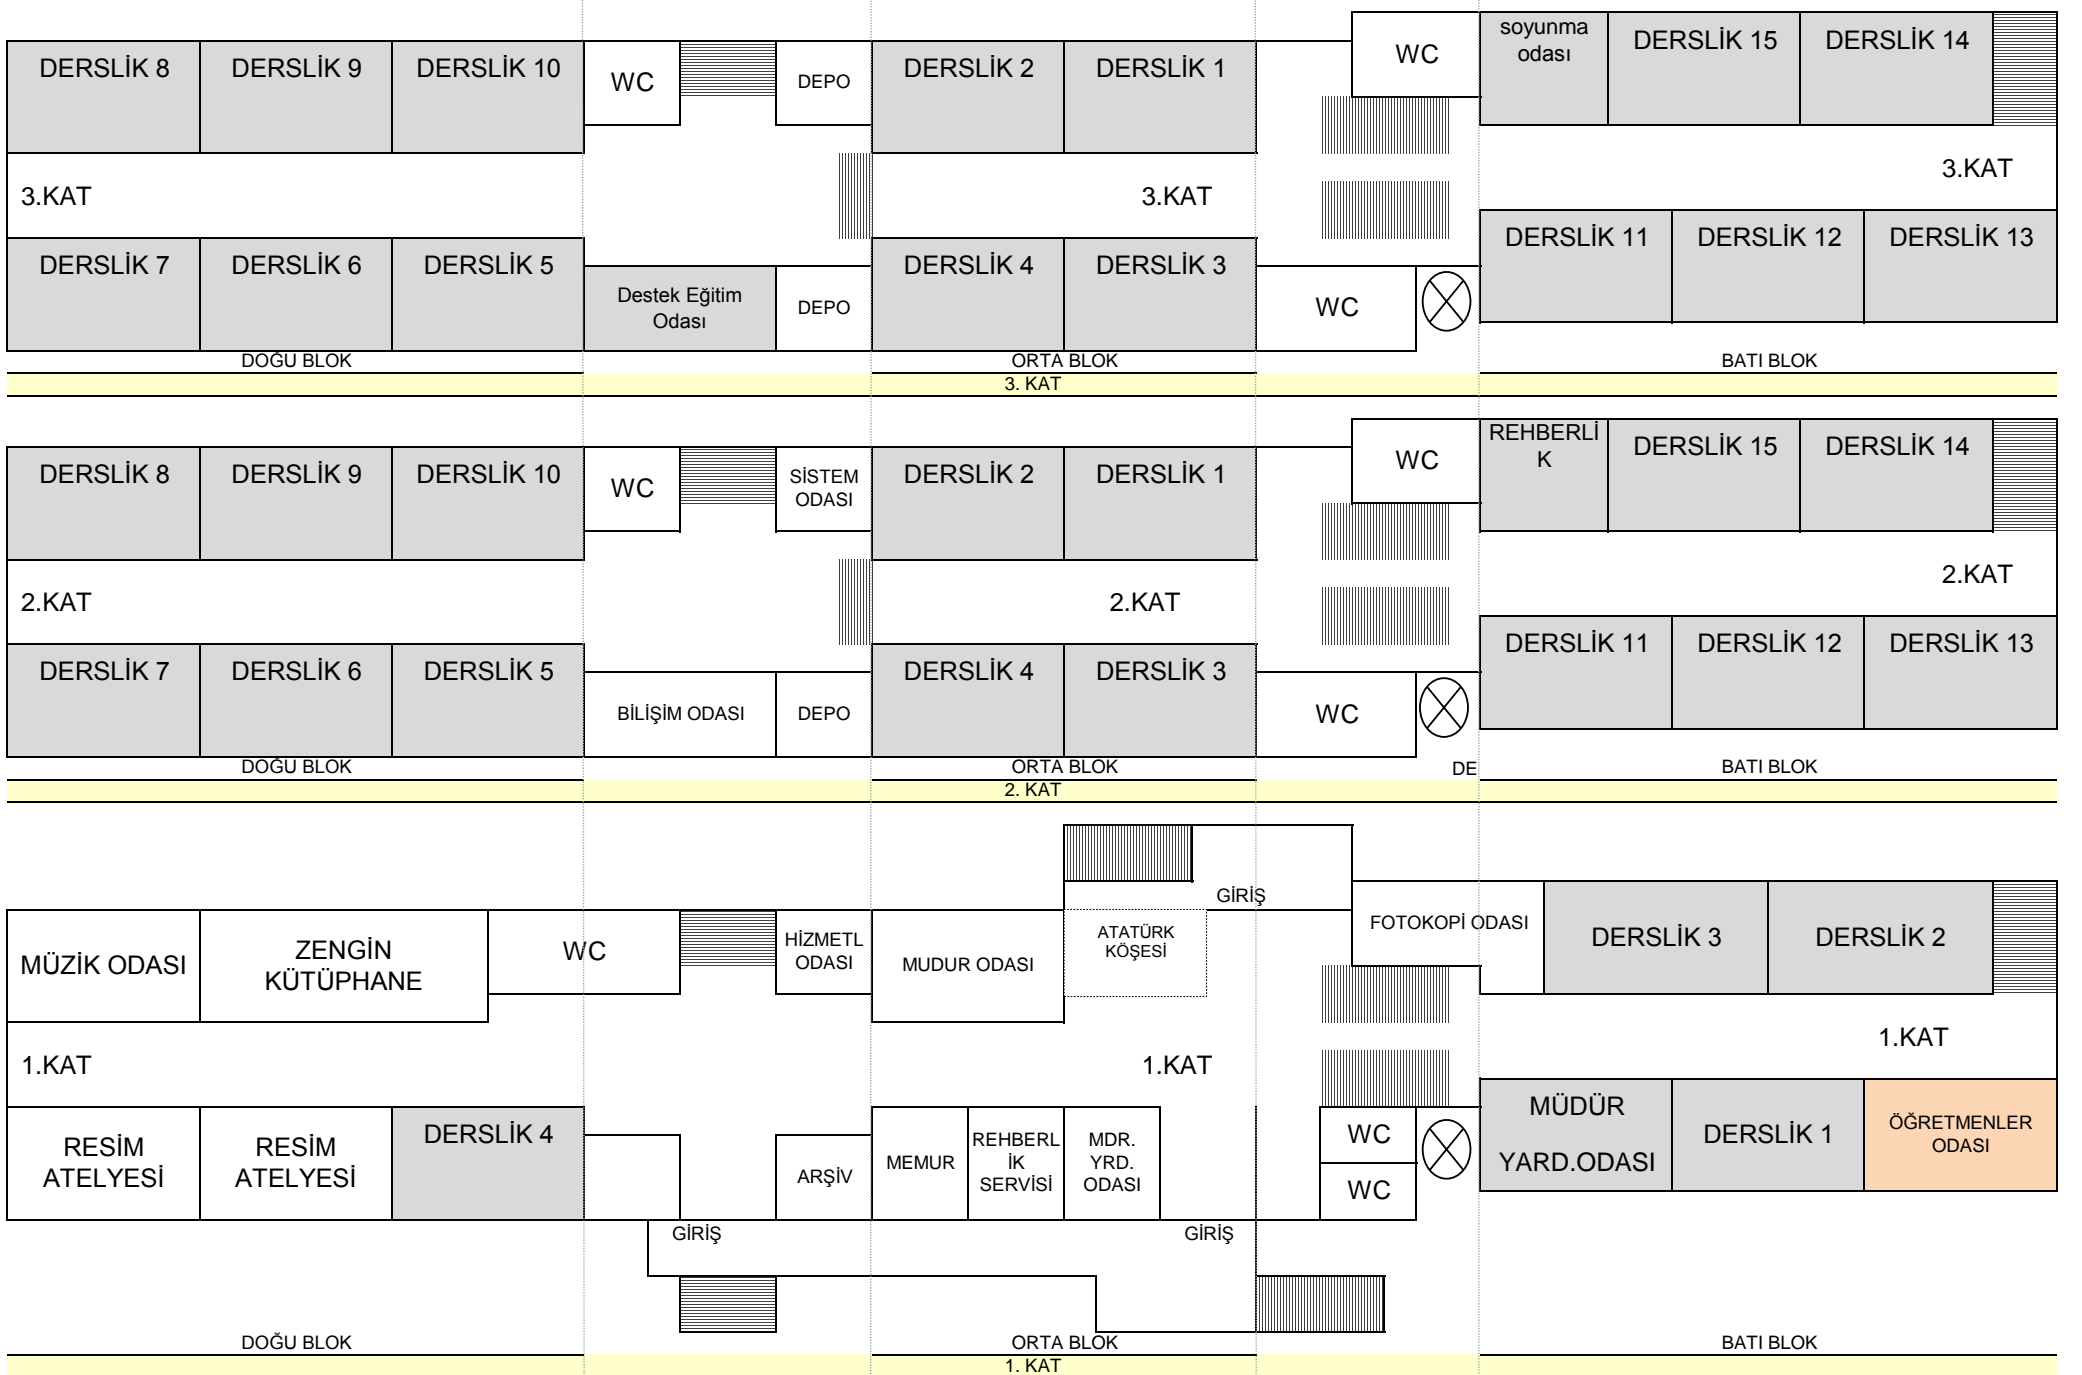 DERSLİK 8 DERSLİK 9 DERSLİK 10 WC DEPO DERSLİK 2 DERSLİK 1 WC soyunma DERSLİK 15 DERSLİK 14
odası
3.KAT 3.KAT 3.KAT
DERSLİK 7 DERSLİK 6 DERSLİK 5 Destek Eğitim DEPO DERSLİK 4 DERSLİK 3 WC DERSLİK 11 DERSLİK 12 DERSLİK 13
Odası
DOĞU BLOK ORTA BLOK BATI BLOK
3. KAT
DERSLİK 8 DERSLİK 9 DERSLİK 10 WC SİSTEM DERSLİK 2 DERSLİK 1 WC REHBERLİ DERSLİK 15 DERSLİK 14
ODASI K
2.KAT 2.KAT 2.KAT
DERSLİK 7 DERSLİK 6 DERSLİK 5 BİLİŞİM ODASI DEPO DERSLİK 4 DERSLİK 3 WC DERSLİK 11 DERSLİK 12 DERSLİK 13
DOĞU BLOK ORTA BLOK DE BATI BLOK
2. KAT
GİRİŞ
MÜZİK ODASI ZENGİN WC HİZMETL MUDUR ODASI ATATÜRK FOTOKOPİ ODASI DERSLİK 3 DERSLİK 2
KÜTÜPHANE ODASI KÖŞESİ
1.KAT 1.KAT 1.KAT
RESİM RESİM DERSLİK 4 ARŞİV MEMUR REHBERL MDR. WC MÜDÜR DERSLİK 1 ÖĞRETMENLER
ATELYESİ ATELYESİ İK YRD. WC YARD.ODASI ODASI
SERVİSİ ODASI
GİRİŞ GİRİŞ
DOĞU BLOK ORTA BLOK BATI BLOK
1. KAT